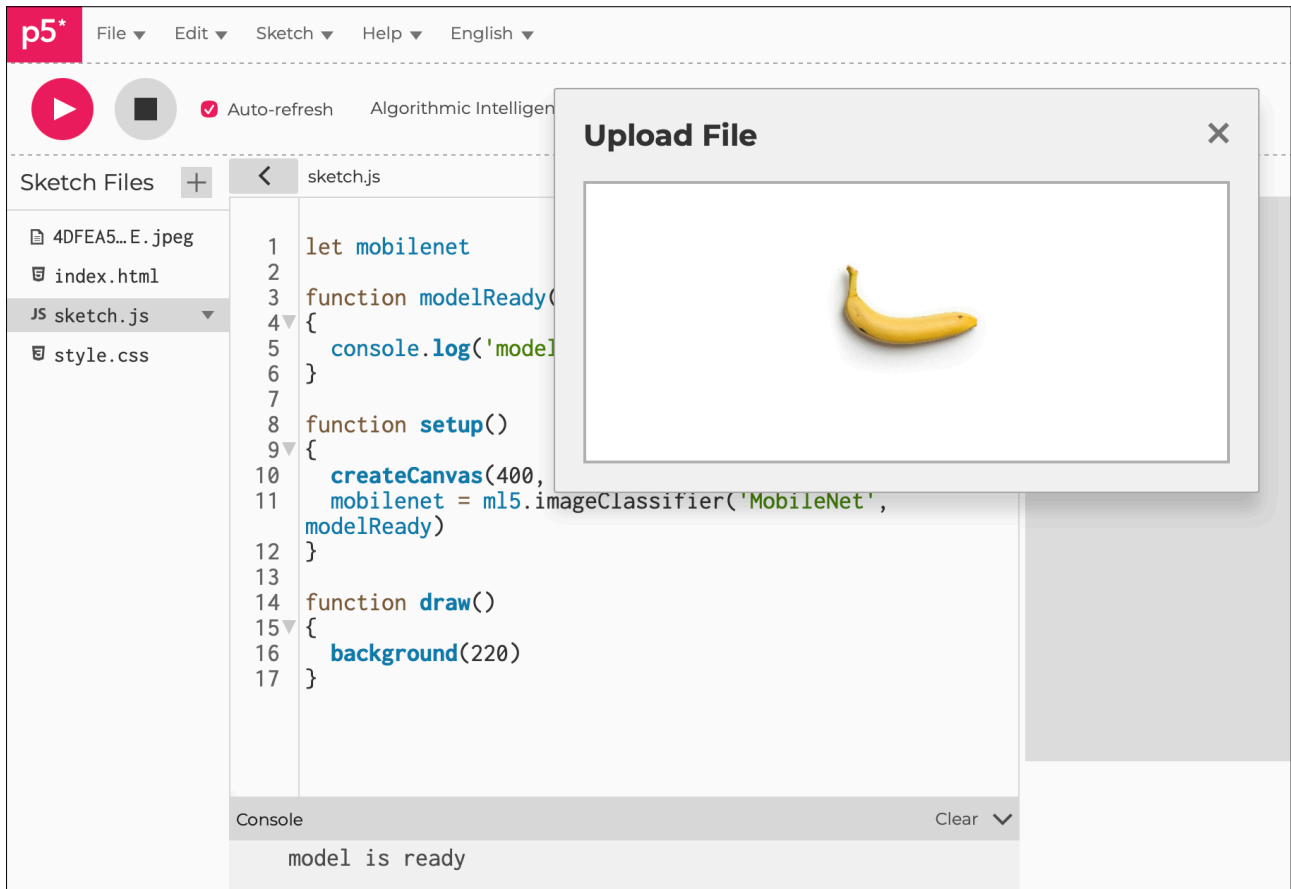 p5* File Edit Sketch Help English
Auto-refresh Algorithmic Intelligen
Upload File
Sketch Files + sketch.js
4DFEA5…E.jpeg
index.html
JS sketch.js
style.css
1 let mobilenet
2
3 function modelReady(
4 {
5 console.log('model
6 }
7
8 function setup()
9 {
10 createCanvas(400,
11 mobilenet = ml5.imageClassifier('MobileNet',
modelReady)
12 }
13
14 function draw()
15 {
16 background(220)
17 }
Console Clear
model is ready